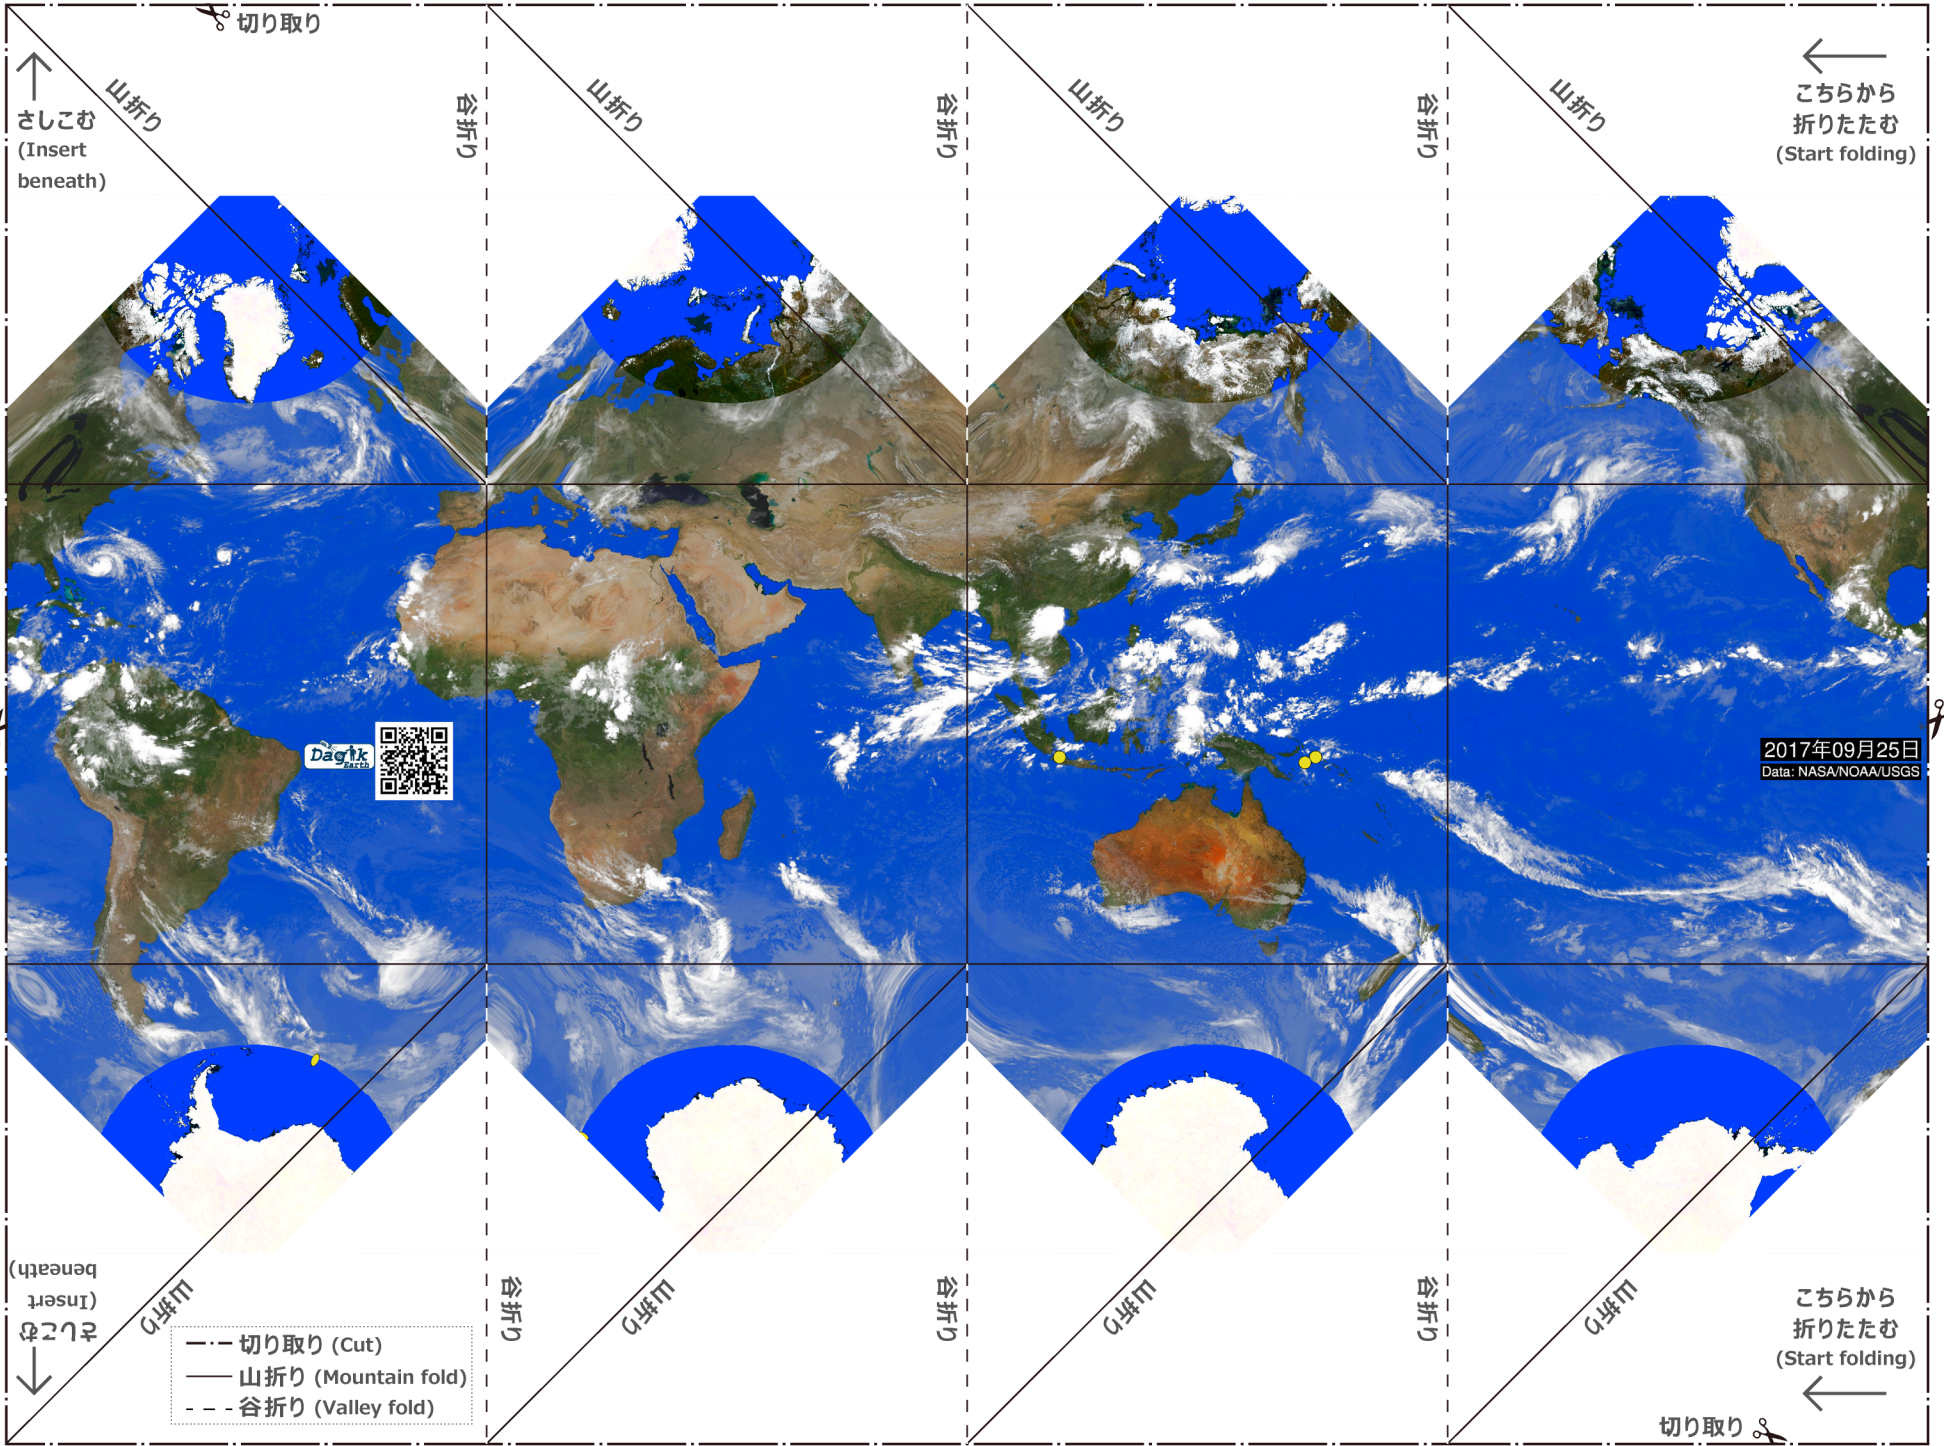 切り取り
山折り
谷折り
山折り
谷折り
山折り
谷折り
山折り
さしこむ
(Insert
beneath)
こちらから
折りたたむ
(Start folding)
Dagik
Earth
2017年09月25日
Data: NASA/NOAA/USGS
さしこむ
(Insert
beneath)
山折り
谷折り
山折り
谷折り
山折り
谷折り
山折り
こちらから
折りたたむ
(Start folding)
切り取り (Cut)
山折り (Mountain fold)
谷折り (Valley fold)
切り取り